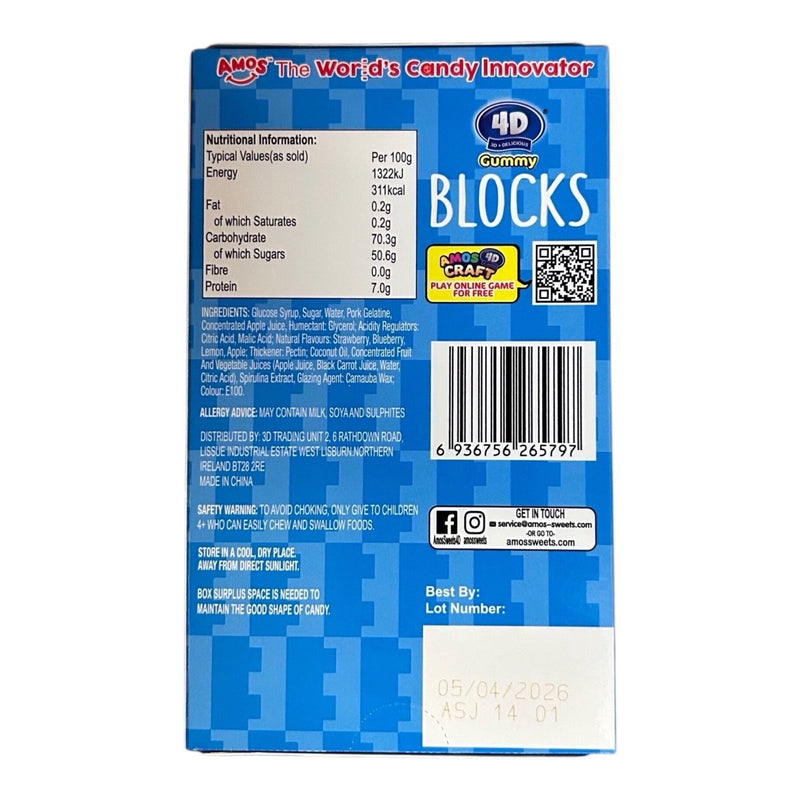 AMOS™ The World's Candy Innovator
4D
3D + DELICIOUS
Gummy
BLOCKS
Nutritional Information:
Typical Values(as sold) Per 100g
Energy 1322kJ
311kcal
Fat 0.2g
of which Saturates 0.2g
Carbohydrate 70.3g
of which Sugars 50.6g
Fibre 0.0g
Protein 7.0g
AMOS 4D
CRAFT
PLAY ONLINE GAME
FOR FREE
INGREDIENTS: Glucose Syrup, Sugar, Water, Pork Gelatine,
Concentrated Apple Juice, Humectant: Glycerol; Acidity Regulators:
Citric Acid, Malic Acid; Natural Flavours: Strawberry, Blueberry,
Lemon, Apple; Thickener: Pectin; Coconut Oil, Concentrated Fruit
And Vegetable Juices (Apple Juice, Black Carrot Juice, Water,
Citric Acid), Spirulina Extract, Glazing Agent: Carnauba Wax;
Colour: E100.
ALLERGY ADVICE: MAY CONTAIN MILK, SOYA AND SULPHITES
DISTRIBUTED BY: 3D TRADING UNIT 2, 6 RATHDOWN ROAD,
LISSUE INDUSTRIAL ESTATE WEST LISBURN.NORTHERN
IRELAND BT28 2RE
MADE IN CHINA
6 936756 265797
SAFETY WARNING: TO AVOID CHOKING, ONLY GIVE TO CHILDREN
4+ WHO CAN EASILY CHEW AND SWALLOW FOODS.
AmosSweets4D amossweets
GET IN TOUCH
service@amos-sweets.com
-OR GO TO-
amossweets.com
STORE IN A COOL, DRY PLACE.
AWAY FROM DIRECT SUNLIGHT.
BOX SURPLUS SPACE IS NEEDED TO
MAINTAIN THE GOOD SHAPE OF CANDY.
Best By:
Lot Number:
05/04/2026
ASJ 14 01